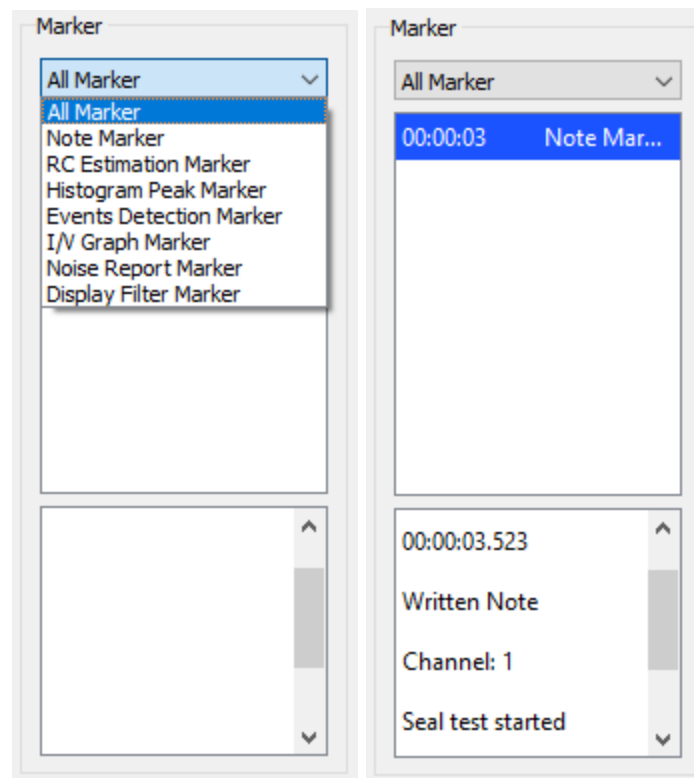 Marker
All Marker
All Marker
Note Marker
RC Estimation Marker
Histogram Peak Marker
Events Detection Marker
I/V Graph Marker
Noise Report Marker
Display Filter Marker
Marker
All Marker
00:00:03 Note Mar...
00:00:03.523
Written Note
Channel: 1
Seal test started